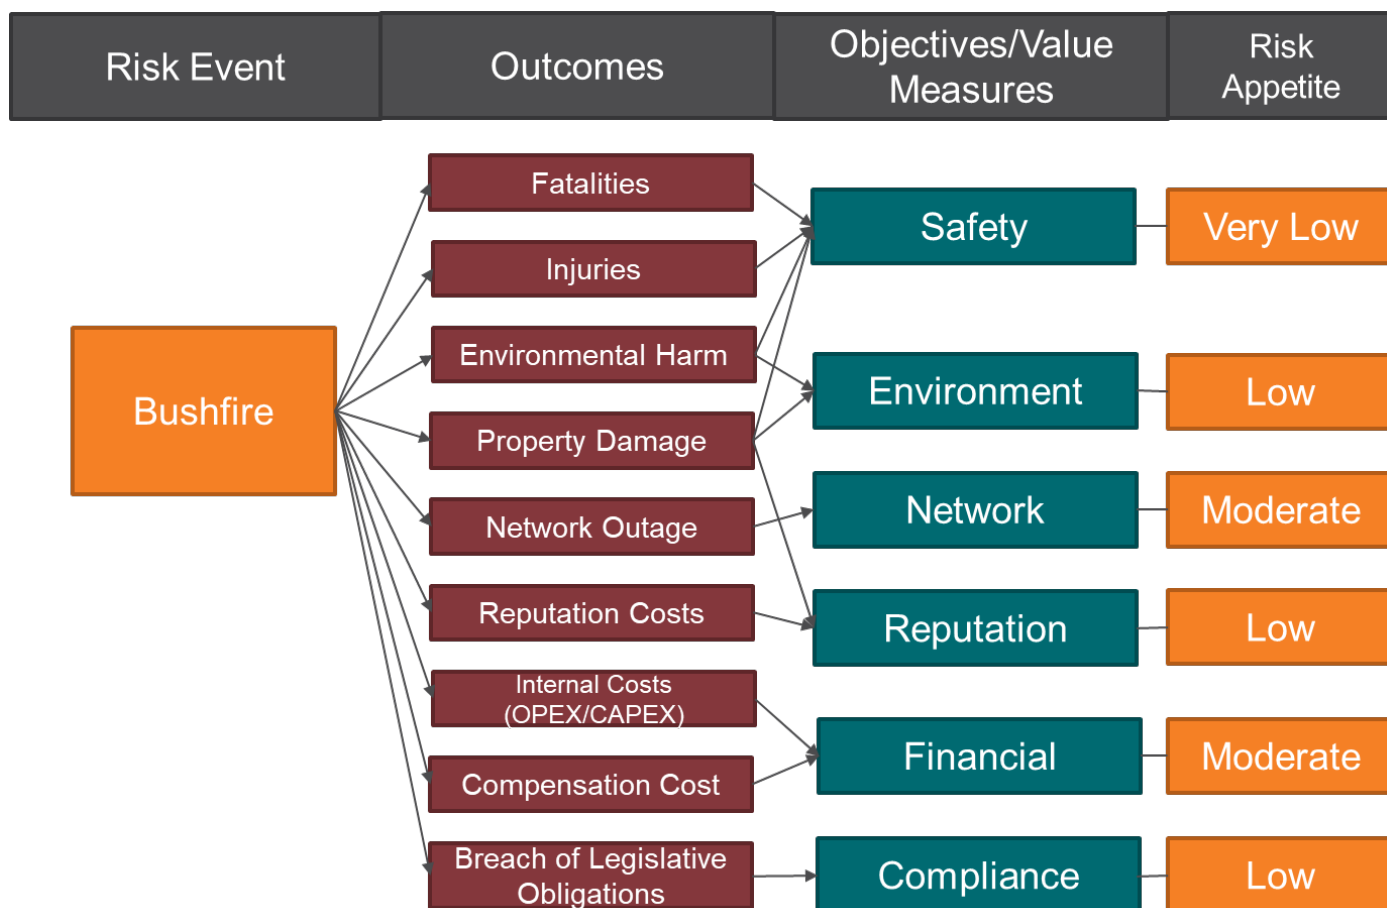 Risk Event
Outcomes
Objectives/Value
Measures
Risk
Appetite
Fatalities
Injuries
Environmental Harm
Property Damage
Network Outage
Reputation Costs
Internal Costs
(OPEX/CAPEX)
Compensation Cost
Breach of Legislative
Obligations
Bushfire
Safety
Environment
Network
Reputation
Financial
Compliance
Very Low
Low
Moderate
Low
Moderate
Low